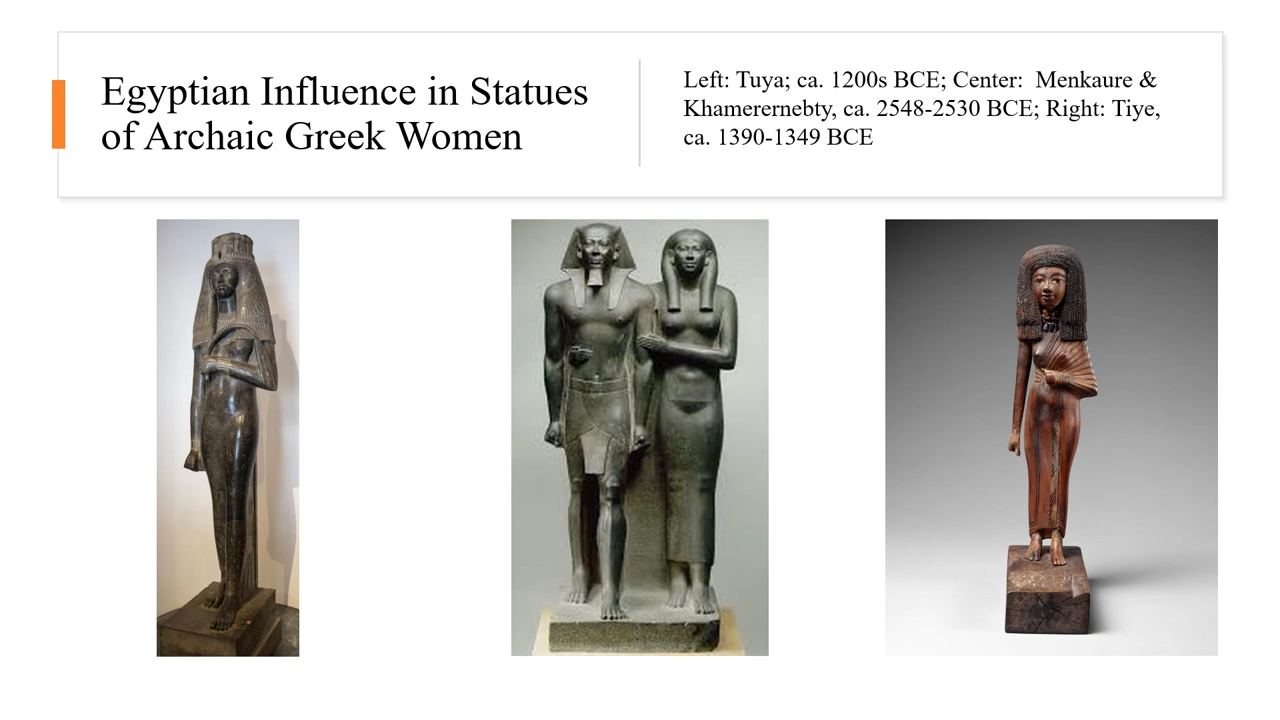 Egyptian Influence in Statues
of Archaic Greek Women
Left: Tuya; ca. 1200s BCE; Center:  Menkaure &
Khamerernebty, ca. 2548-2530 BCE; Right: Tiye,
ca. 1390-1349 BCE